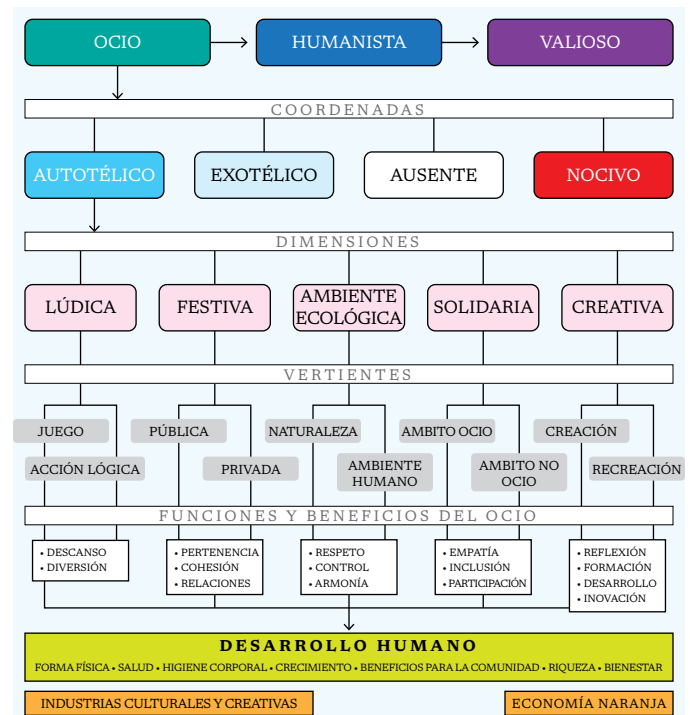 OCIO
HUMANISTA
VALIOSO
COORDENADAS
AUTOTÉLICO
EXOTÉLICO
AUSENTE
NOCIVO
DIMENSIONES
LÚDICA
FESTIVA
AMBIENTE
ECOLÓGICA
SOLIDARIA
CREATIVA
VERTIENTES
JUEGO
ACCIÓN LÓGICA
PÚBLICA
PRIVADA
NATURALEZA
AMBIENTE
HUMANO
AMBITO OCIO
AMBITO NO
OCIO
CREACIÓN
RECREACIÓN
FUNCIONES Y BENEFICIOS DEL OCIO
• DESCANSO
• DIVERSIÓN
• PERTENENCIA
• COHESIÓN
• RELACIONES
• RESPETO
• CONTROL
• ARMONÍA
• EMPATÍA
• INCLUSIÓN
• PARTICIPACIÓN
• REFLEXIÓN
• FORMACIÓN
• DESARROLLO
• INOVACIÓN
DESARROLLO HUMANO
FORMA FÍSICA • SALUD • HIGIENE CORPORAL • CRECIMIENTO • BENEFICIOS PARA LA COMUNIDAD • RIQUEZA • BIENESTAR
INDUSTRIAS CULTURALES Y CREATIVAS
ECONOMÍA NARANJA